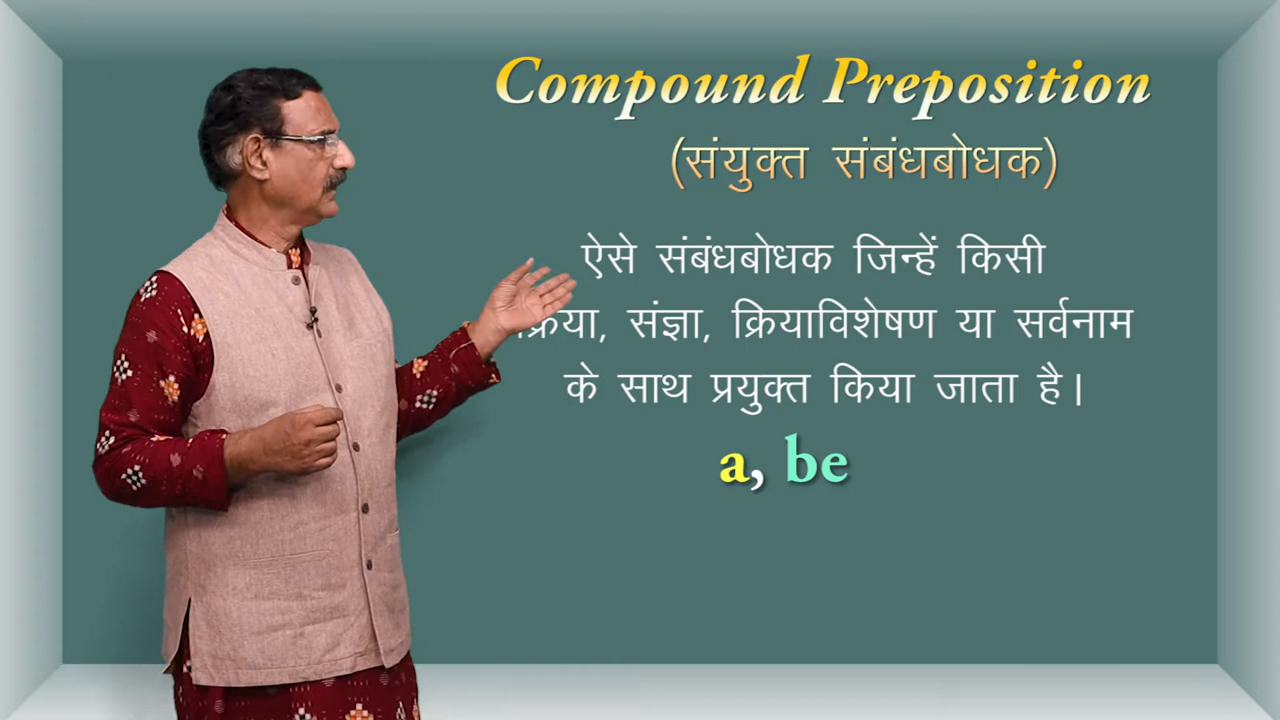 Compound Preposition
(संयुक्त संबंधबोधक)
ऐसे संबंधबोधक जिन्हें किसी
संज्ञा, क्रियाविशेषण या सर्वनाम
के साथ प्रयुक्त किया जाता है।
a, be